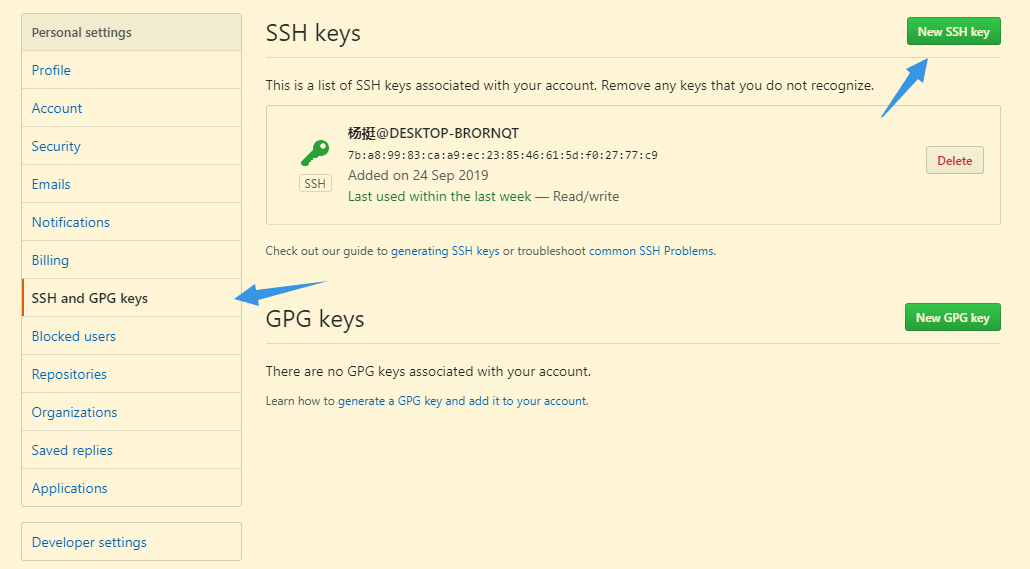 Personal settings
Profile
Account
Security
Emails
Notifications
Billing
SSH and GPG keys
Blocked users
Repositories
Organizations
Saved replies
Applications
Developer settings
SSH keys
New SSH key
This is a list of SSH keys associated with your account. Remove any keys that you do not recognize.
杨挺@DESKTOP-BRORNQT
7b:a8:99:83:ca:a9:ec:23:85:46:61:5d:f0:27:77:c9
Added on 24 Sep 2019
Last used within the last week — Read/write
SSH
Delete
Check out our guide to generating SSH keys or troubleshoot common SSH Problems.
GPG keys
New GPG key
There are no GPG keys associated with your account.
Learn how to generate a GPG key and add it to your account.